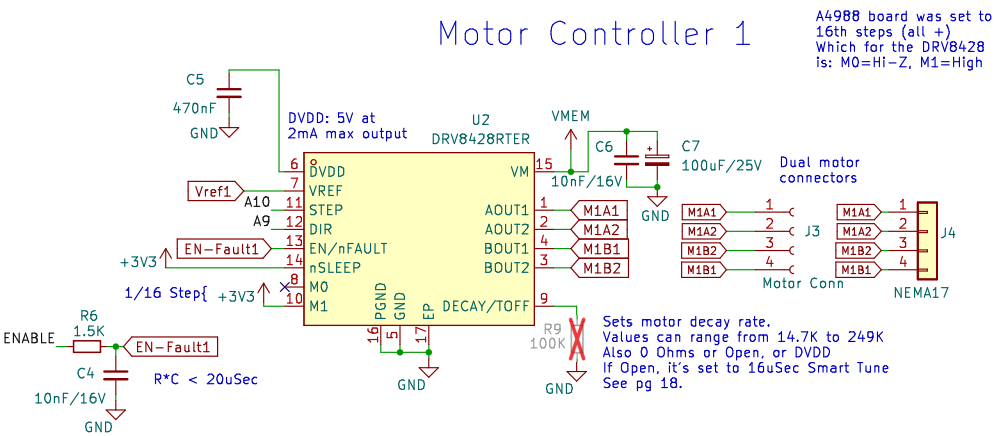 Motor Controller 1
A4988 board was set to
16th steps (all +)
Which for the DRV8428
is: M0=Hi-Z, M1=High
C5
470nF
GND
DVDD: 5V at
2mA max output
U2
DRV8428RTER
VMEM
C6
10nF/16V
C7
100uF/25V
GND
Dual motor
connectors
6 DVDD
7 VREF
11 STEP
12 DIR
13 EN/nFAULT
14 nSLEEP
8 M0
10 M1
VM 15
AOUT1 1
AOUT2 2
BOUT1 4
BOUT2 3
DECAY/TOFF 9
PGND 16
GND 5
EP 17
GND
Vref1
A10
A9
EN-Fault1
+3V3
1/16 Step{
+3V3
M1A1
M1A2
M1B1
M1B2
M1A1 1
M1A2 2
M1B2 3
M1B1 4
J3
Motor Conn
M1A1 1
M1A2 2
M1B2 3
M1B1 4
J4
NEMA17
R9
100K
GND
Sets motor decay rate.
Values can range from 14.7K to 249K
Also 0 Ohms or Open, or DVDD
If Open, it's set to 16uSec Smart Tune
See pg 18.
ENABLE
R6
1.5K
EN-Fault1
C4
10nF/16V
GND
R*C < 20uSec